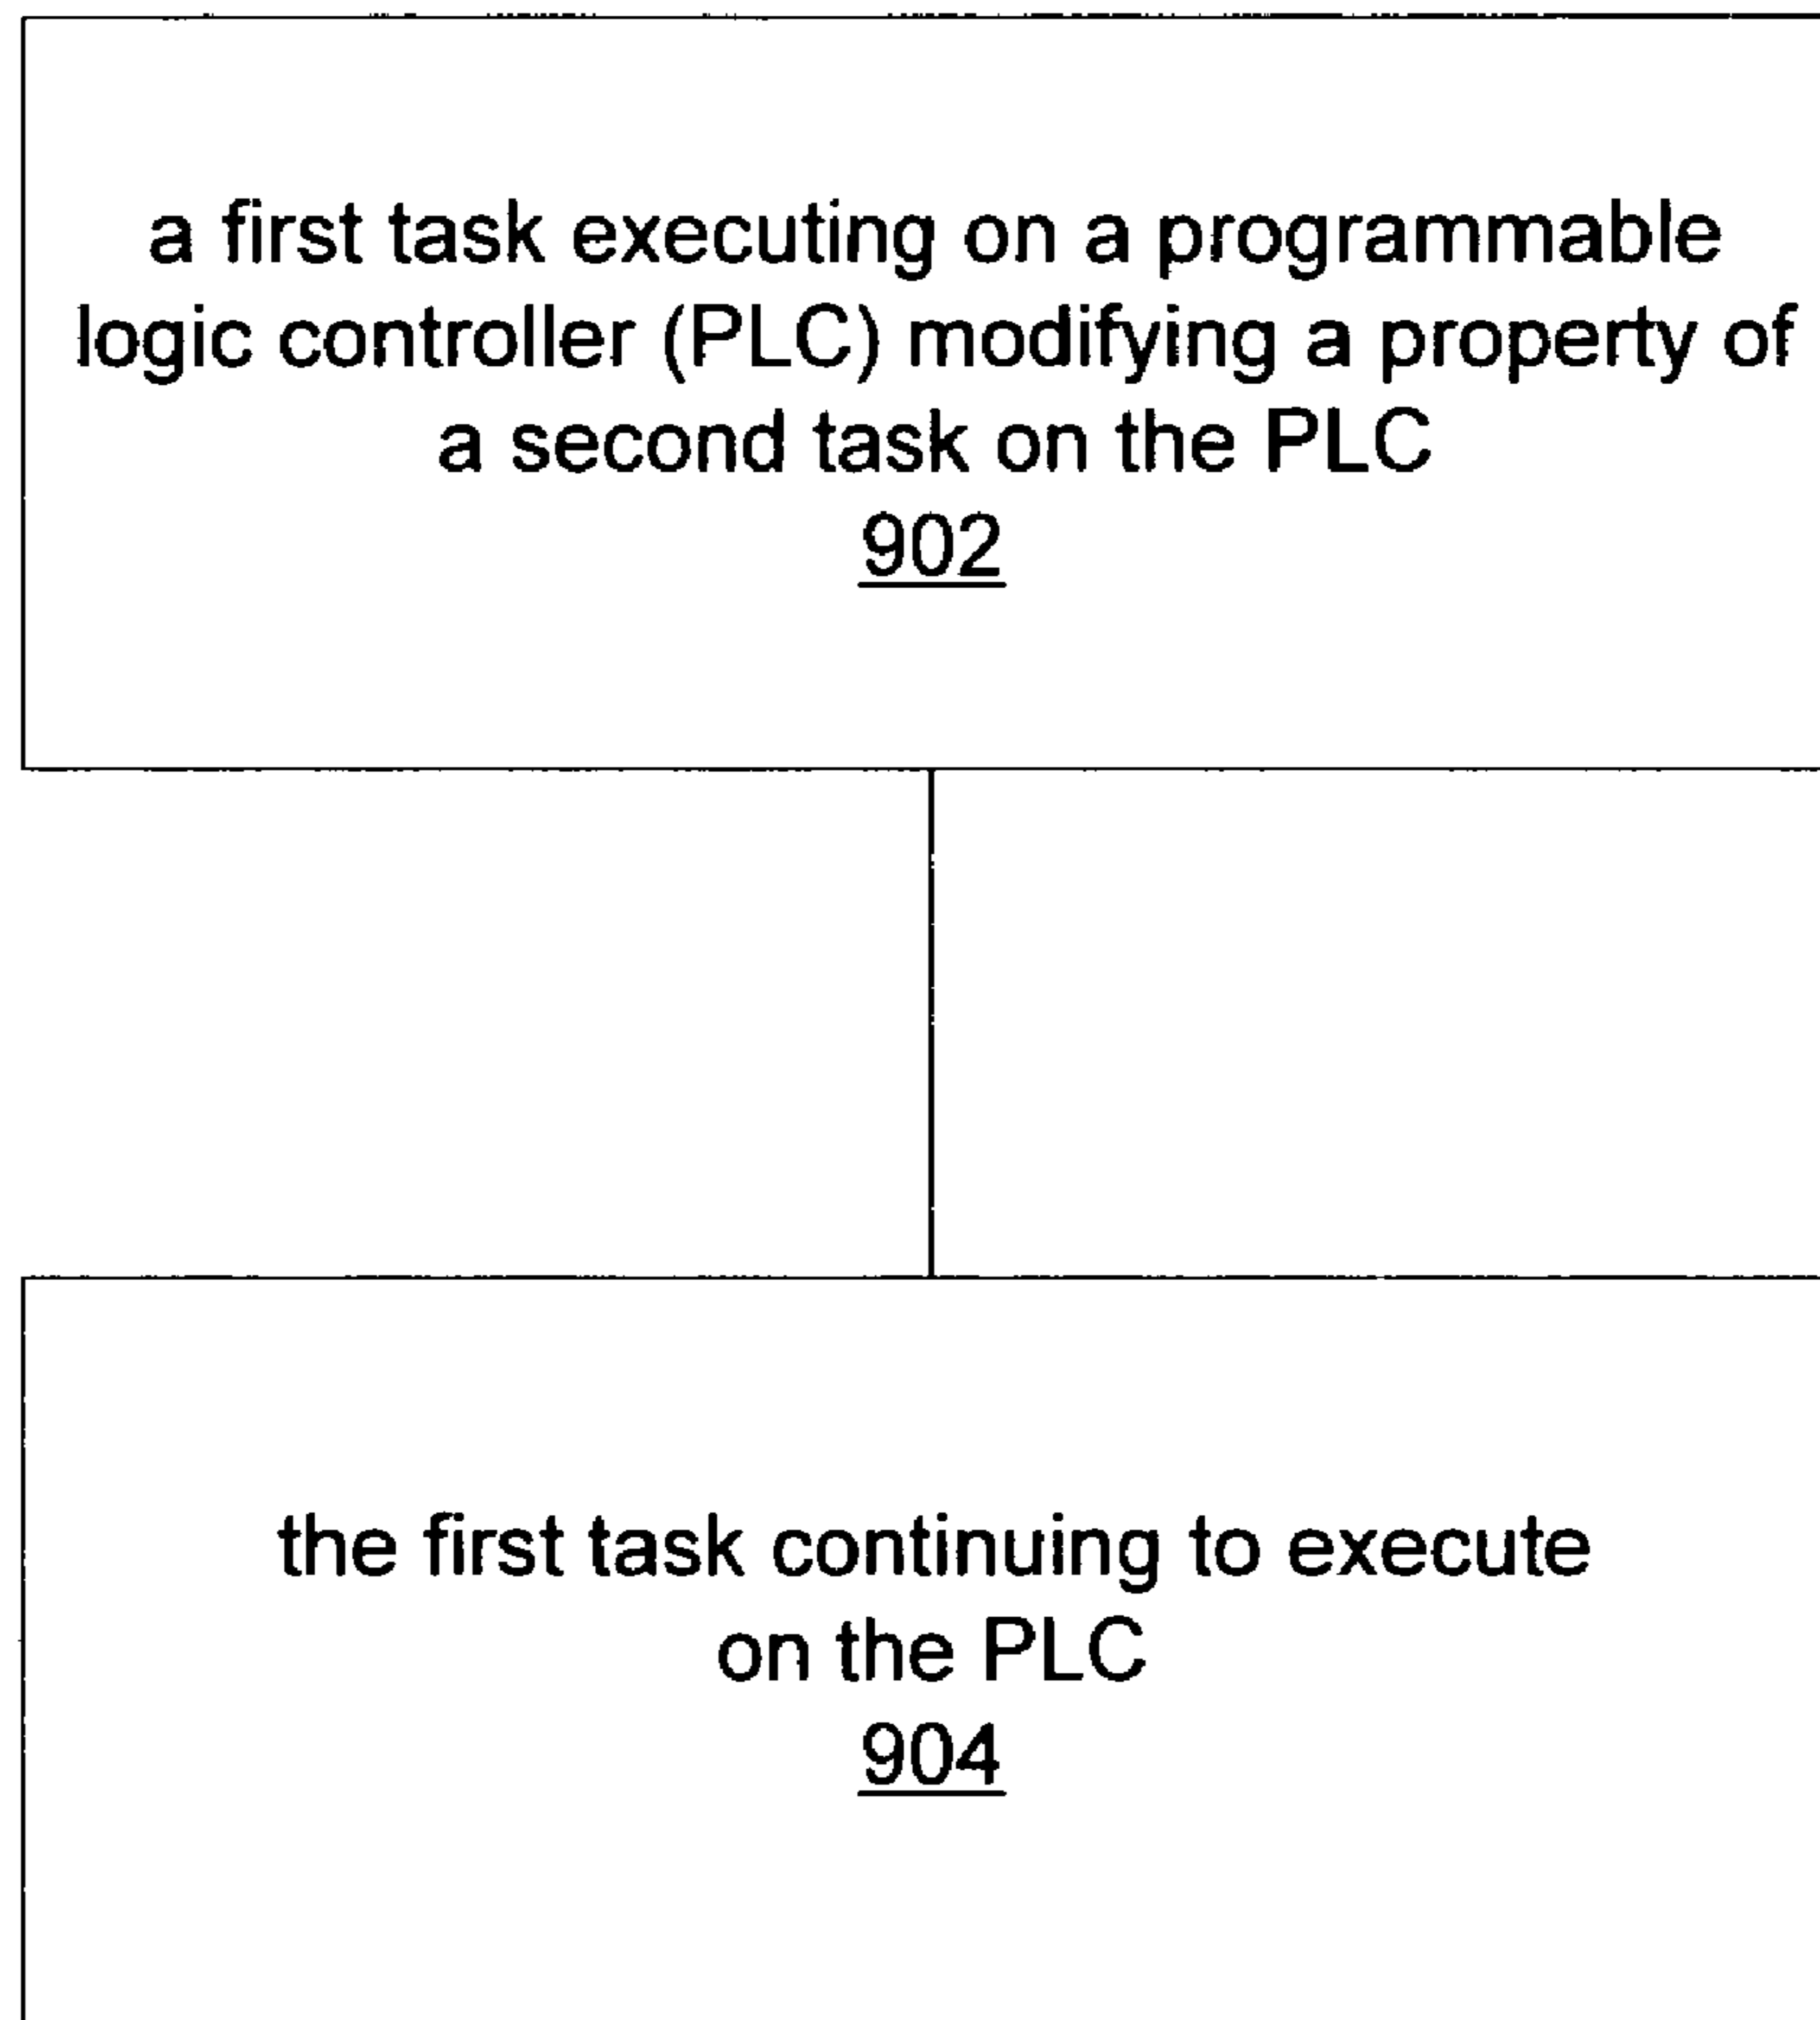 a first task executing on a programmable
logic controller (PLC) modifying a property of
a second task on the PLC
902
the first task continuing to execute
on the PLC
904